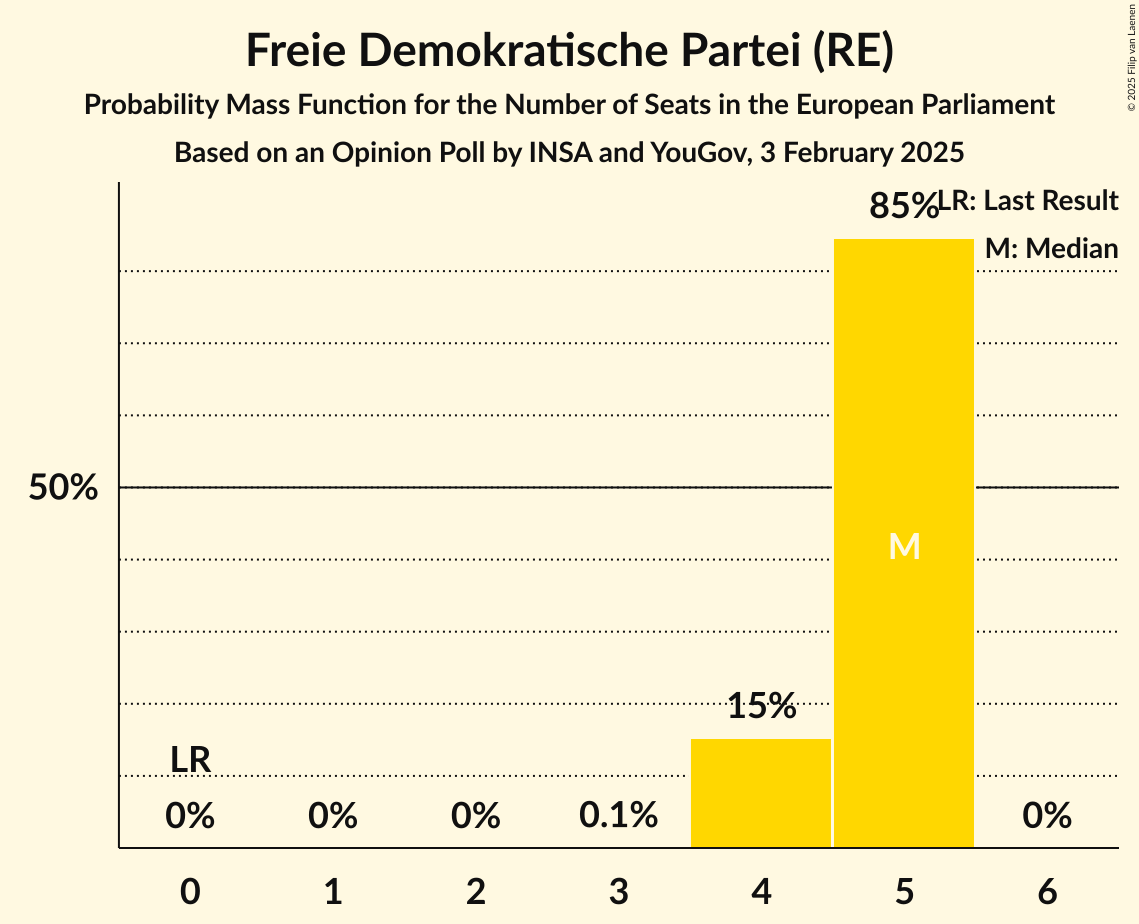 Freie Demokratische Partei (RE)
Probability Mass Function for the Number of Seats in the European Parliament
Based on an Opinion Poll by INSA and YouGov, 3 February 2025
© 2025 Filip van Laenen
85%
LR: Last Result
M: Median
50%
M
15%
LR
0%
0%
0%
0.1%
0%
0 1 2 3 4 5 6